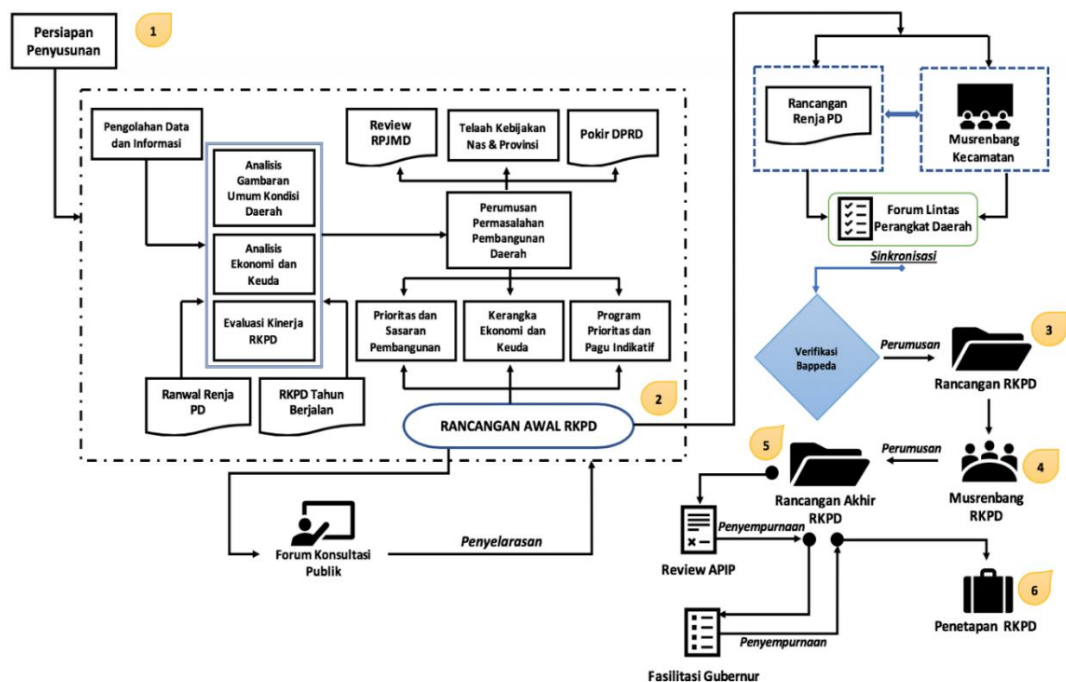 Persiapan
Penyusunan
1
Pengolahan Data
dan Informasi
Analisis
Gambaran
Umum Kondisi
Daerah
Analisis
Ekonomi dan
Keuda
Evaluasi Kinerja
RKPD
Ranwal Renja
PD
RKPD Tahun
Berjalan
Review
RPJMD
Telaah Kebijakan
Nas & Provinsi
Pokir DPRD
Perumusan
Permasalahan
Pembangunan
Daerah
Prioritas dan
Sasaran
Pembangunan
Kerangka
Ekonomi dan
Keuda
Program
Prioritas dan
Pagu Indikatif
2
RANCANGAN AWAL RKPD
Forum Konsultasi
Publik
Penyelarasan
Rancangan
Renja PD
Musrenbang
Kecamatan
Forum Lintas
Perangkat Daerah
Sinkronisasi
Verifikasi
Bappeda
Perumusan
3
Rancangan RKPD
4
Musrenbang
RKPD
Perumusan
5
Rancangan Akhir
RKPD
Review APIP
Penyempurnaan
Fasilitasi Gubernur
Penyempurnaan
6
Penetapan RKPD